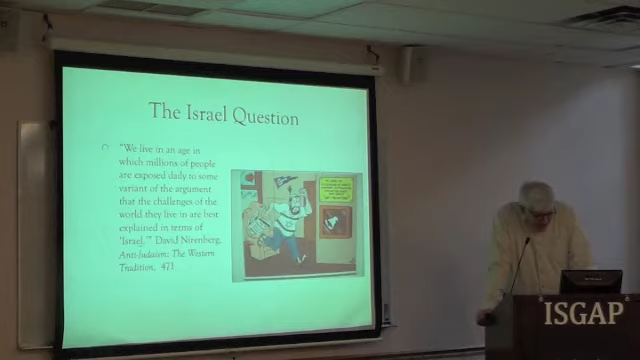 The Israel Question
"We live in an age in
which millions of people
are exposed daily to some
variant of the argument
that the challenges of the
world they live in are best
explained in terms of
'Israel.'" David Nirenberg,
Anti-Judaism: The Western
Tradition, 471
ISGAP